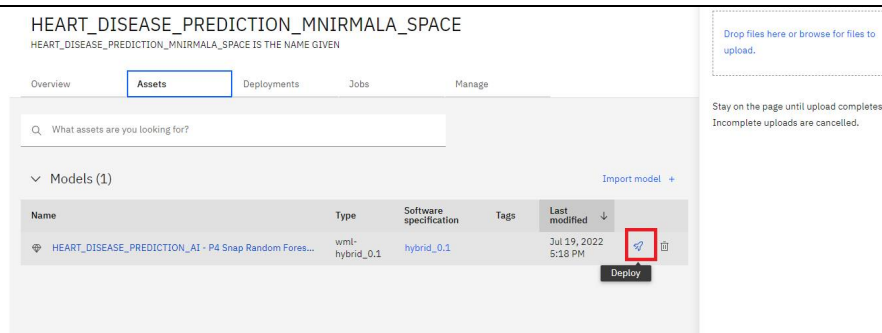 HEART_DISEASE_PREDICTION_MNIRMALA_SPACE
HEART_DISEASE_PREDICTION_MNIRMALA_SPACE IS THE NAME GIVEN
Overview Assets Deployments Jobs Manage
What assets are you looking for?
Models (1) Import model +
Name Type Software specification Tags Last modified
HEART_DISEASE_PREDICTION_AI - P4 Snap Random Fores... wml-hybrid_0.1 hybrid_0.1 Jul 19, 2022 5:18 PM
Deploy
Drop files here or browse for files to
upload.
Stay on the page until upload completes
Incomplete uploads are cancelled.